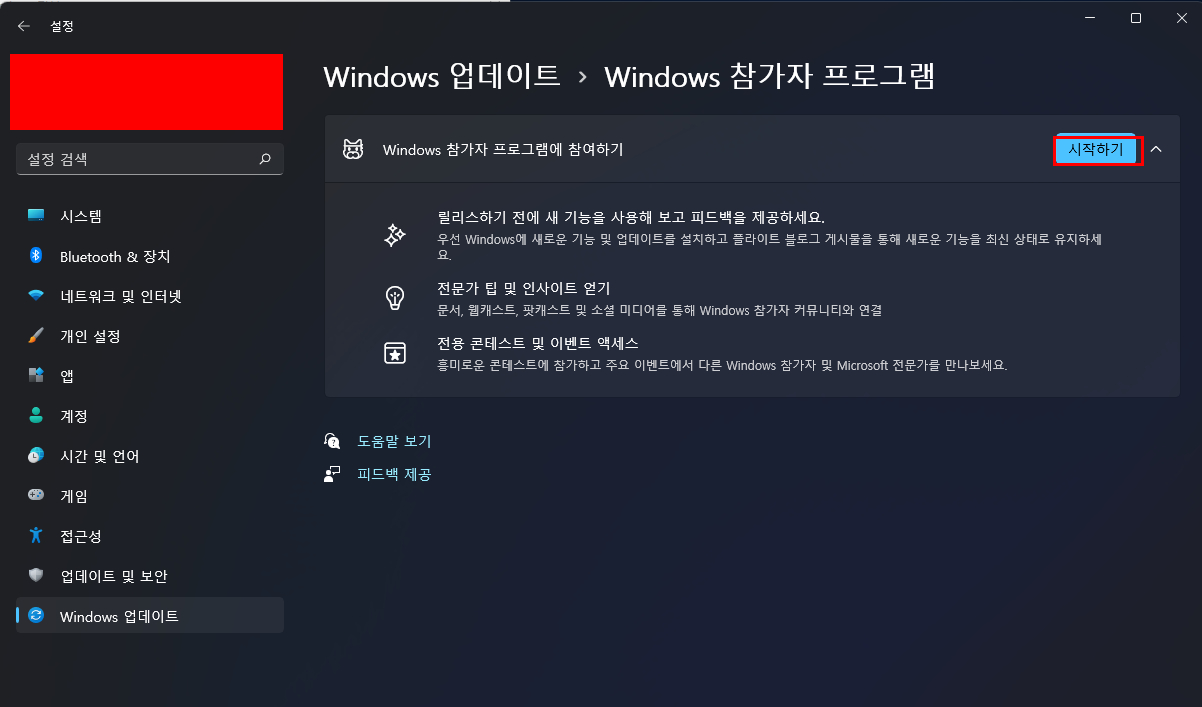 설정
Windows 업데이트 › Windows 참가자 프로그램
설정 검색
시스템
Bluetooth & 장치
네트워크 및 인터넷
개인 설정
앱
계정
시간 및 언어
게임
접근성
업데이트 및 보안
Windows 업데이트
Windows 참가자 프로그램에 참여하기
시작하기
릴리스하기 전에 새 기능을 사용해 보고 피드백을 제공하세요.
우선 Windows에 새로운 기능 및 업데이트를 설치하고 플라이트 블로그 게시물을 통해 새로운 기능을 최신 상태로 유지하세
요.
전문가 팁 및 인사이트 얻기
문서, 웹캐스트, 팟캐스트 및 소셜 미디어를 통해 Windows 참가자 커뮤니티와 연결
전용 콘테스트 및 이벤트 액세스
흥미로운 콘테스트에 참가하고 주요 이벤트에서 다른 Windows 참가자 및 Microsoft 전문가를 만나보세요.
도움말 보기
피드백 제공